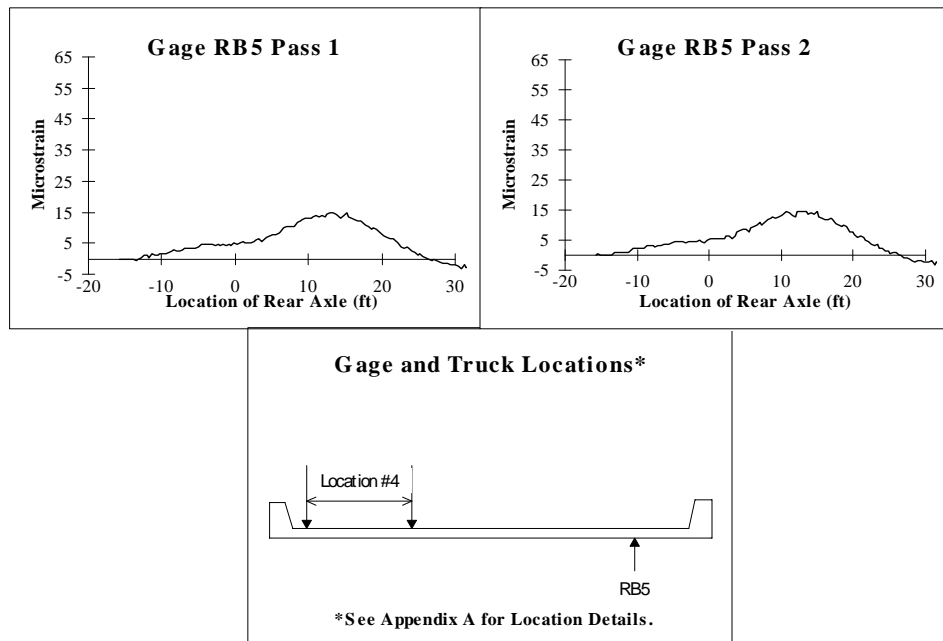 Gage RB5 Pass 1
65
55
45
35
25
15
5
-5
Microstrain
-20
-10
0
10
20
30
Location of Rear Axle (ft)
Gage RB5 Pass 2
65
55
45
35
25
15
5
-5
Microstrain
-20
-10
0
10
20
30
Location of Rear Axle (ft)
Gage and Truck Locations*
Location #4
RB5
*See Appendix A for Location Details.